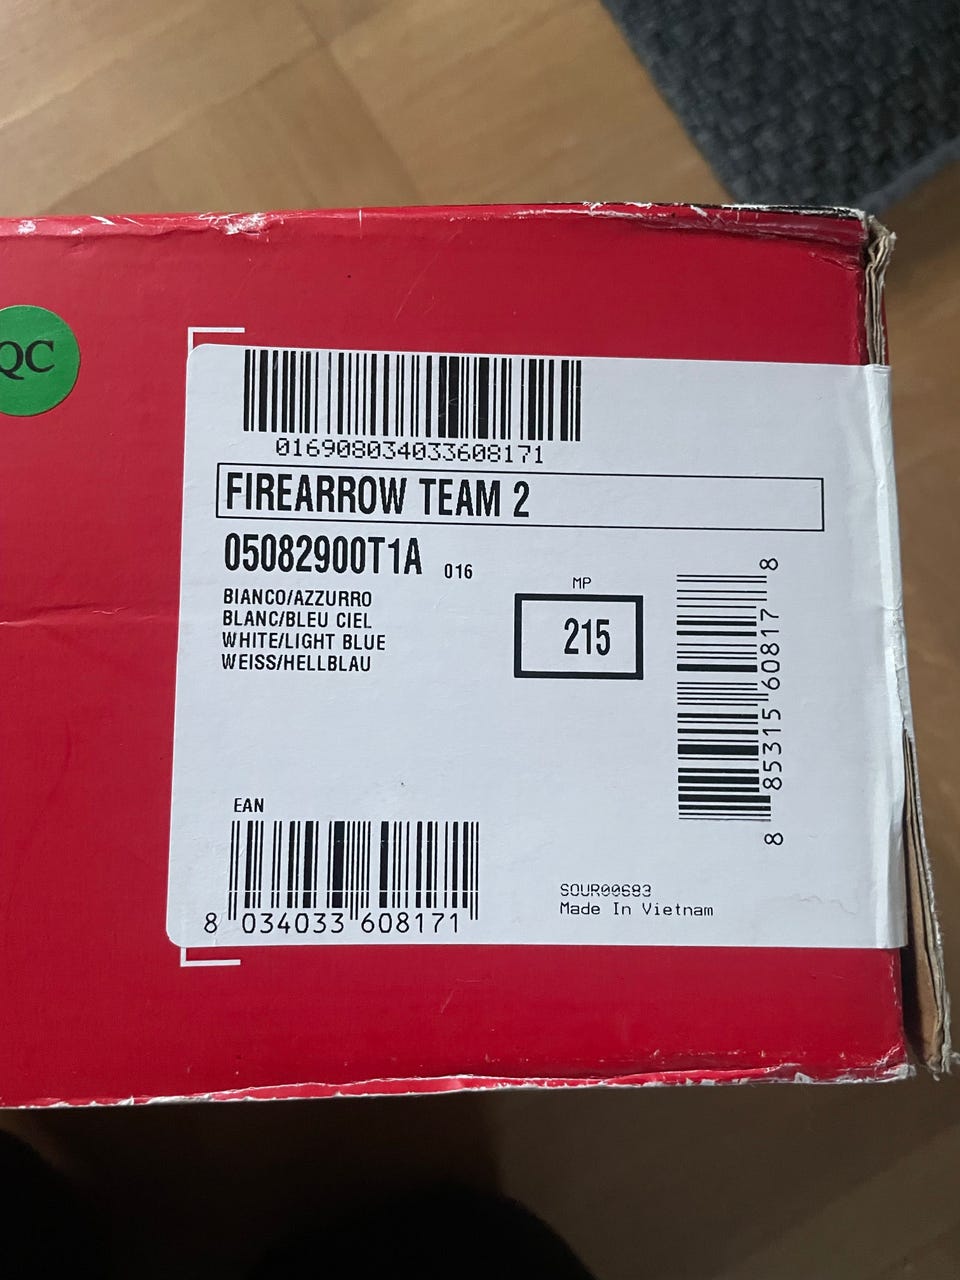 QC
016908034033608171
FIREARROW TEAM 2
05082900T1A 016
BIANCO/AZZURRO
BLANC/BLEU CIEL
WHITE/LIGHT BLUE
WEISS/HELLBLAU
MP
215
8 85315 60817 8
EAN
8 034033 608171
SOUR00683
Made In Vietnam